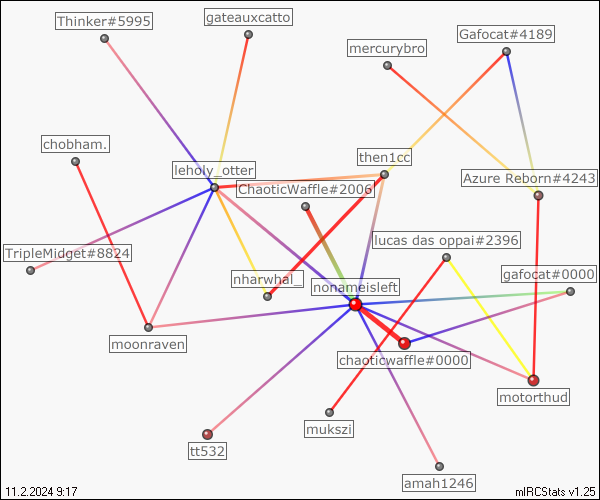 Thinker#5995
gateauxcatto
mercurybro
Gafocat#4189
chobham.
then1cc
leholy_otter
Azure Reborn#4243
ChaoticWaffle#2006
lucas das oppai#2396
TripleMidget#8824
nharwhal_
gafocat#0000
nonameisleft
moonraven
chaoticwaffle#0000
motorthud
mukszi
tt532
amah1246
11.2.2024 9:17
mIRCStats v1.25